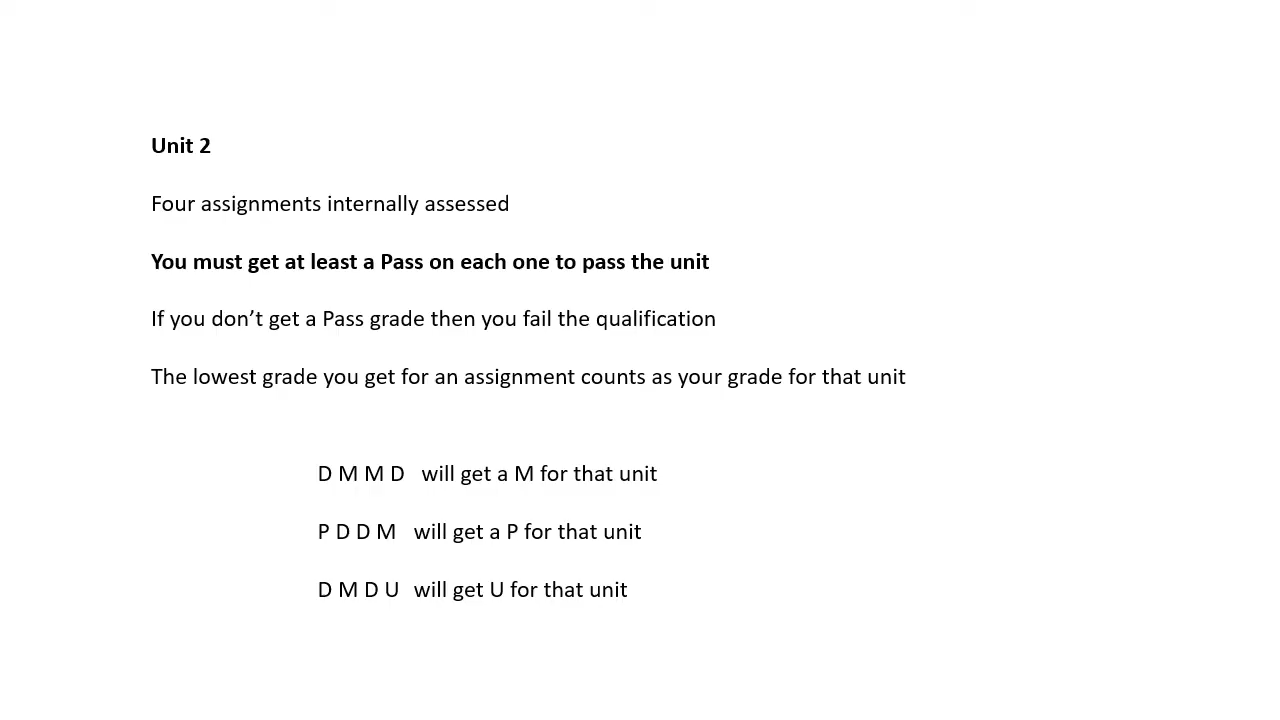 Unit 2
Four assignments internally assessed
You must get at least a Pass on each one to pass the unit
If you don’t get a Pass grade then you fail the qualification
The lowest grade you get for an assignment counts as your grade for that unit
D M M D will get a M for that unit
P D D M will get a P for that unit
D M D U will get U for that unit